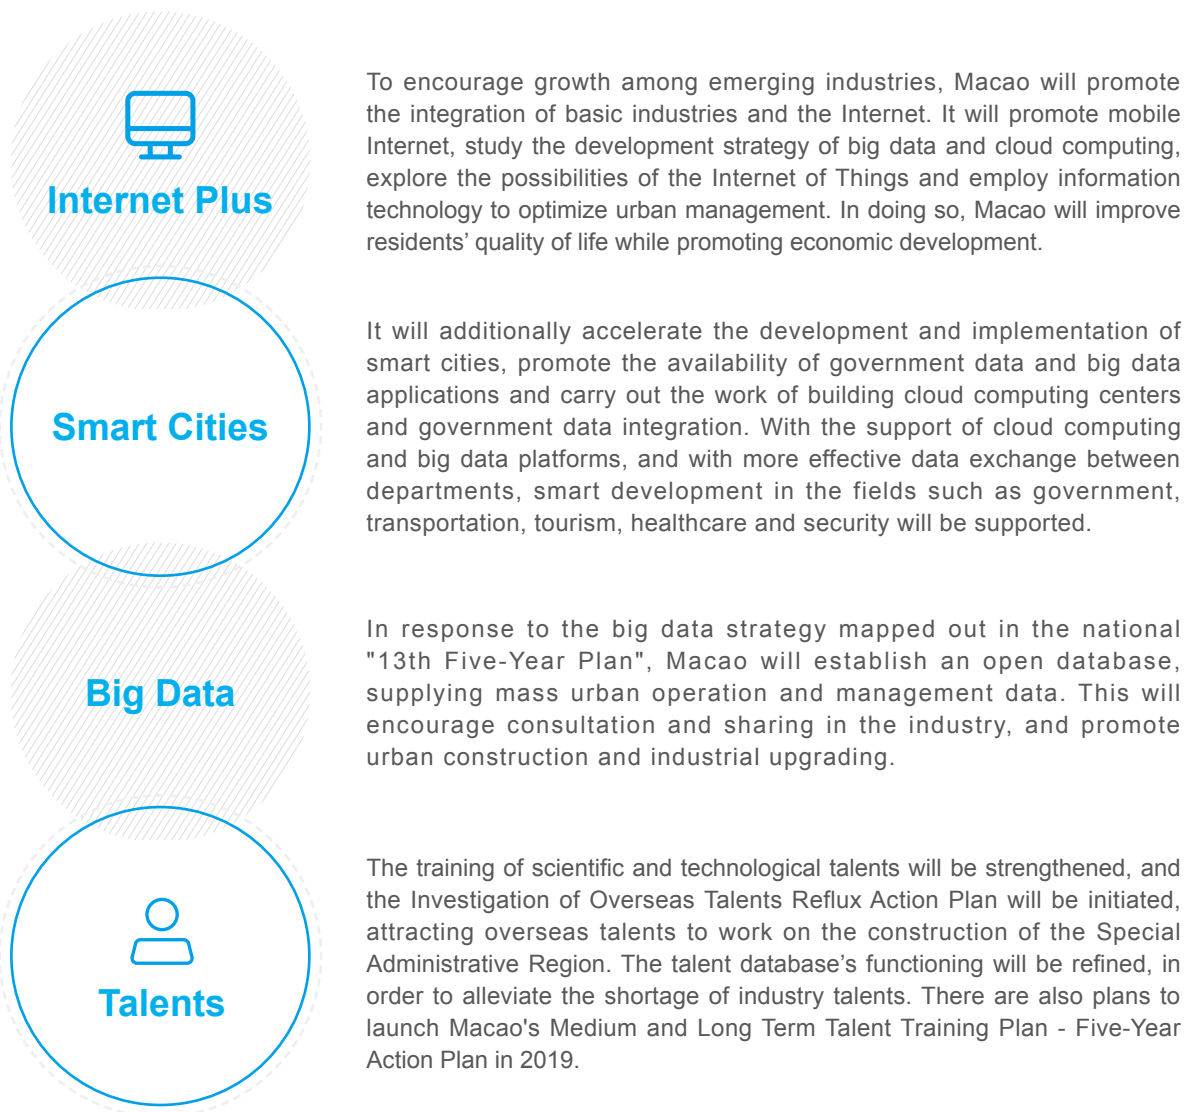 Internet Plus
To encourage growth among emerging industries, Macao will promote
the integration of basic industries and the Internet. It will promote mobile
Internet, study the development strategy of big data and cloud computing,
explore the possibilities of the Internet of Things and employ information
technology to optimize urban management. In doing so, Macao will improve
residents’ quality of life while promoting economic development.
Smart Cities
It will additionally accelerate the development and implementation of
smart cities, promote the availability of government data and big data
applications and carry out the work of building cloud computing centers
and government data integration. With the support of cloud computing
and big data platforms, and with more effective data exchange between
departments, smart development in the fields such as government,
transportation, tourism, healthcare and security will be supported.
Big Data
In response to the big data strategy mapped out in the national
"13th Five-Year Plan", Macao will establish an open database,
supplying mass urban operation and management data. This will
encourage consultation and sharing in the industry, and promote
urban construction and industrial upgrading.
Talents
The training of scientific and technological talents will be strengthened, and
the Investigation of Overseas Talents Reflux Action Plan will be initiated,
attracting overseas talents to work on the construction of the Special
Administrative Region. The talent database’s functioning will be refined, in
order to alleviate the shortage of industry talents. There are also plans to
launch Macao's Medium and Long Term Talent Training Plan - Five-Year
Action Plan in 2019.